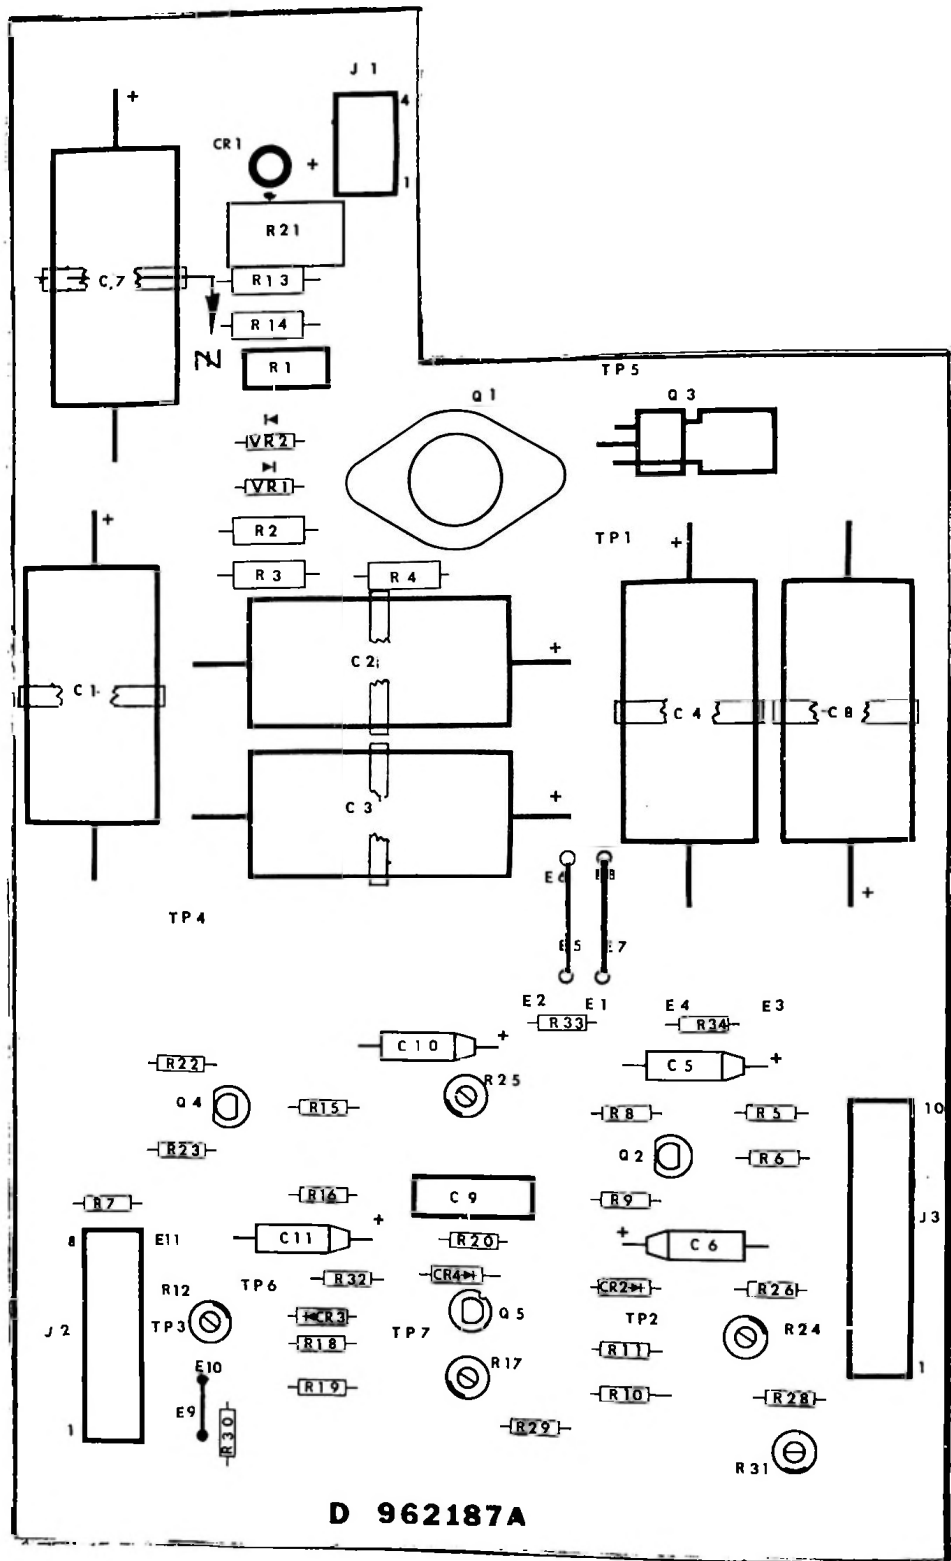 J 1
+
4
CR1
+
1
R21
C7
R13
R14
N
R1
TP5
Q1
Q3
VR2
VR1
+
R2
TP1
+
R3
R4
C2
+
C1
C4
C8
C3
+
E6
E8
+
TP4
E5
E7
E2
E1
E4
E3
R33
R34
C10
+
C5
+
R22
R25
Q4
R15
R8
R5
10
R23
Q2
R6
R16
C9
R9
R7
+
J3
8
E11
C11
R20
+
C6
TP6
R32
CR4
CR2
R26
R12
TP3
CR3
Q5
TP2
J2
TP7
R24
R18
R11
E10
R17
1
R19
R10
R28
E9
1
R30
R29
R31
D 962187A